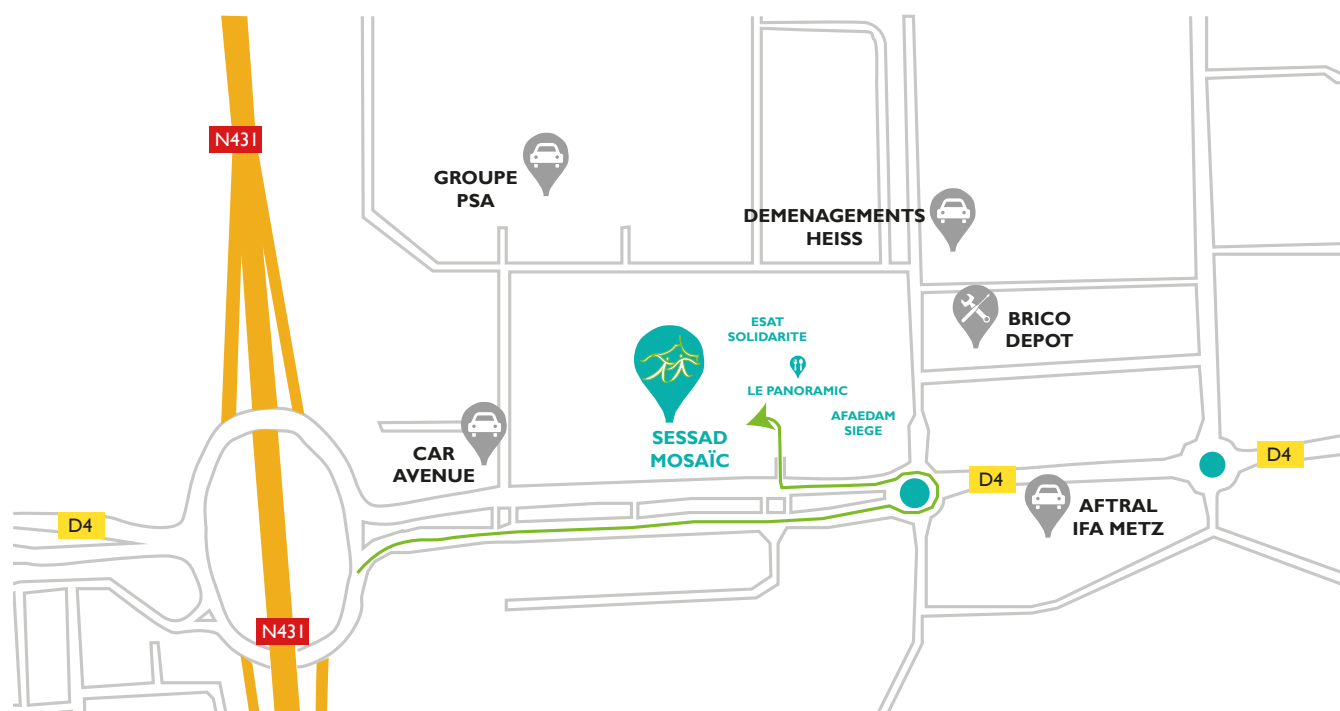 N431
GROUPE
PSA
DEMENAGEMENTS
HEISS
BRICO
DEPOT
ESAT
SOLIDARITE
LE PANORAMIC
AFAEDAM
SIEGE
SESSAD
MOSAÏC
CAR
AVENUE
D4
D4
D4
AFTRAL
IFA METZ
N431